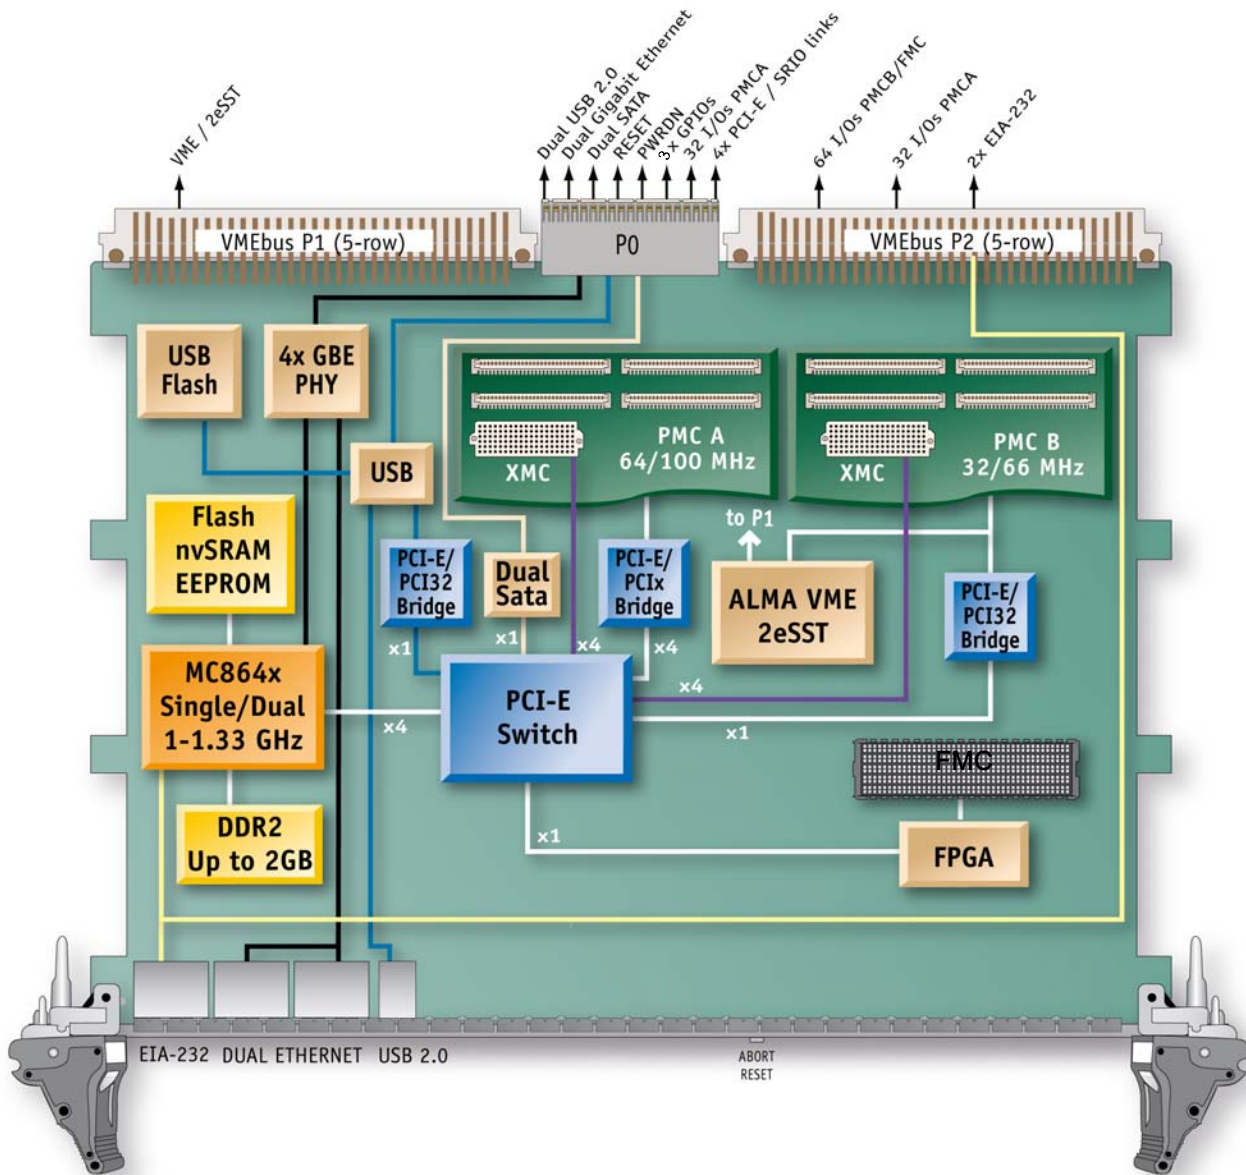 VME / 2eSST
Dual USB 2.0
Dual Gigabit Ethernet
Dual SATA
RESET
PWRDN
3x GPIOs
32 I/Os PMCA
4x PCI-E / SRIO links
64 I/Os PMCB/FMC
32 I/Os PMCA
2x EIA-232
VMEbus P1 (5-row)
P0
VMEbus P2 (5-row)
USB
Flash
4x GBE
PHY
USB
PMC A
64/100 MHz
XMC
PMC B
32/66 MHz
XMC
Flash
nvSRAM
EEPROM
PCI-E/
PCI32
Bridge
Dual
Sata
PCI-E/
PCIx
Bridge
to P1
ALMA VME
2eSST
PCI-E/
PCI32
Bridge
x1
x1
x4
x4
MC864x
Single/Dual
1-1.33 GHz
x4
PCI-E
Switch
x4
x1
FMC
DDR2
Up to 2GB
x1
FPGA
EIA-232
DUAL ETHERNET
USB 2.0
ABORT
RESET